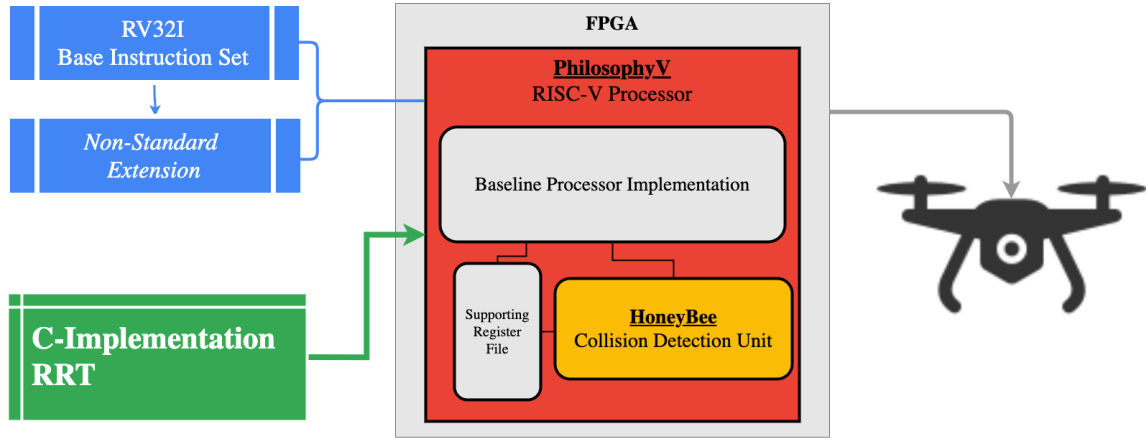 RV32I
Base Instruction Set
Non-Standard
Extension
C-Implementation
RRT
FPGA
PhilosophyV
RISC-V Processor
Baseline Processor Implementation
Supporting
Register
File
HoneyBee
Collision Detection Unit